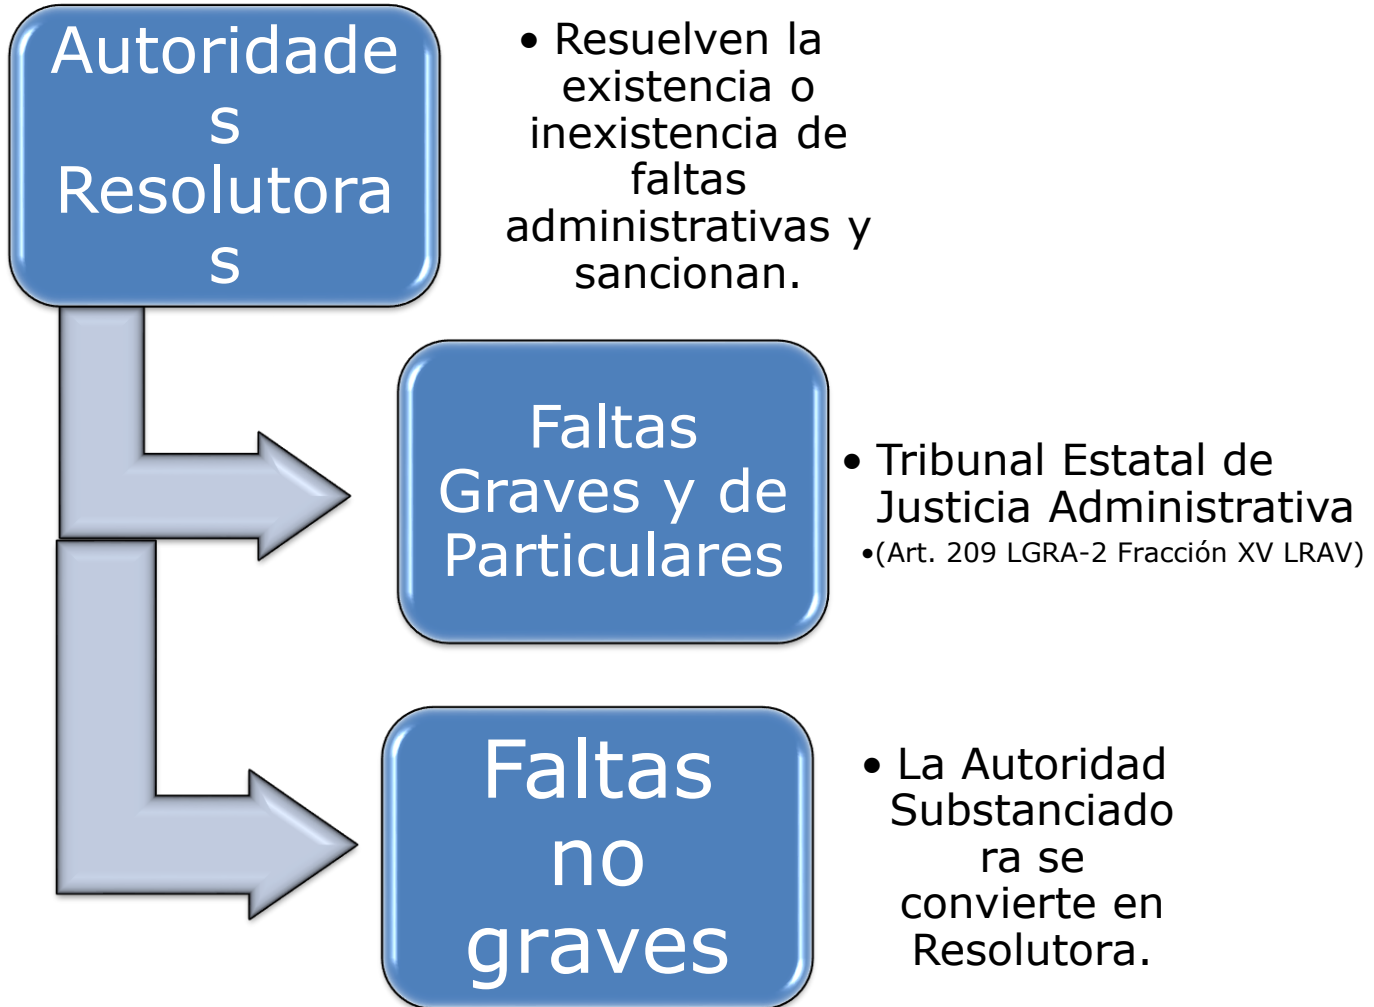 Autoridade
s
Resolutora
s
• Resuelven la
existencia o
inexistencia de
faltas
administrativas y
sancionan.
Faltas
Graves y de
Particulares
• Tribunal Estatal de
Justicia Administrativa
•(Art. 209 LGRA-2 Fracción XV LRAV)
Faltas
no
graves
• La Autoridad
Substanciado
ra se
convierte en
Resolutora.